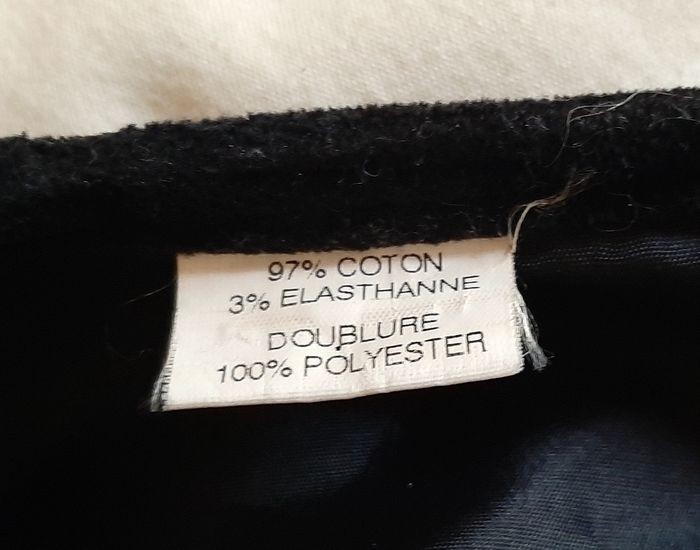 97% COTON
3% ELASTHANNE
DOUBLURE
100% POLYESTER